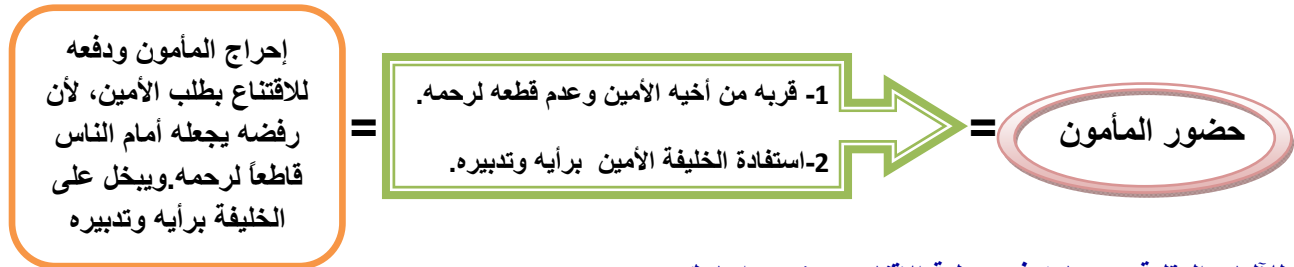 حضور المأمون
=
1- قربه من أخيه الأمين وعدم قطعه لرحمه.
2-استفادة الخليفة الأمين برأيه وتدبيره.
=
إحراج المأمون ودفعه
للاقتناع بطلب الأمين، لأن
رفضه يجعله أمام الناس
قاطعاً لرحمه.ويبخل على
الخليفة برأيه وتدبيره